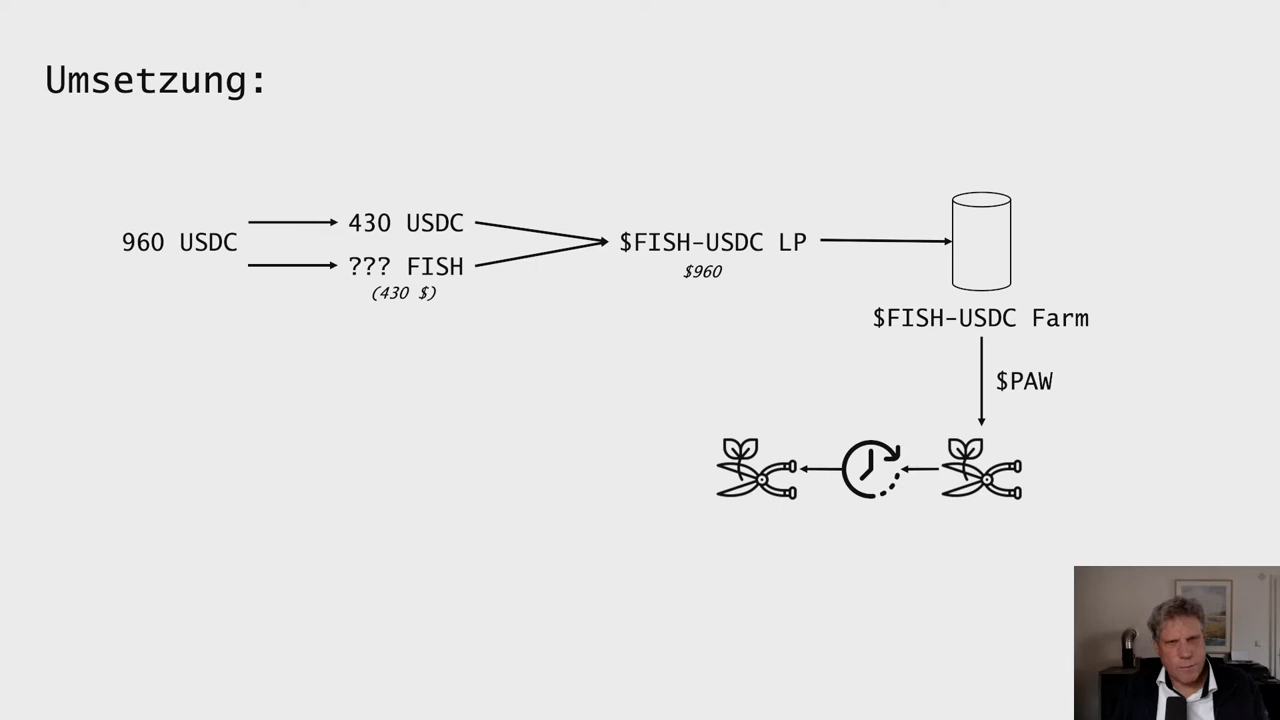 Umsetzung:
960 USDC
430 USDC
??? FISH
(430 $)
$FISH-USDC LP
$960
$FISH-USDC Farm
$PAW